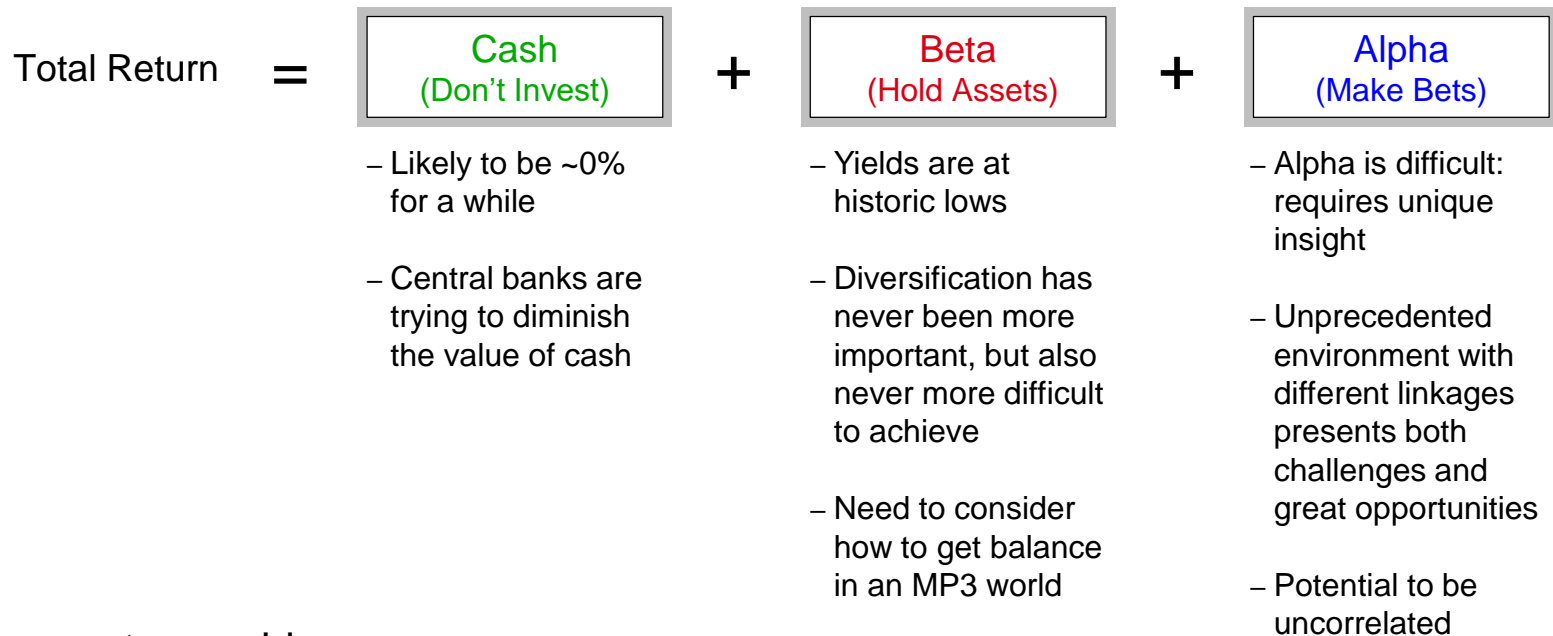 Total Return = Cash + Beta + Alpha
(Don't Invest) (Hold Assets) (Make Bets)
– Likely to be ~0%
for a while
– Central banks are
trying to diminish
the value of cash
– Yields are at
historic lows
– Diversification has
never been more
important, but also
never more difficult
to achieve
– Need to consider
how to get balance
in an MP3 world
– Alpha is difficult:
requires unique
insight
– Unprecedented
environment with
different linkages
presents both
challenges and
great opportunities
– Potential to be
uncorrelated